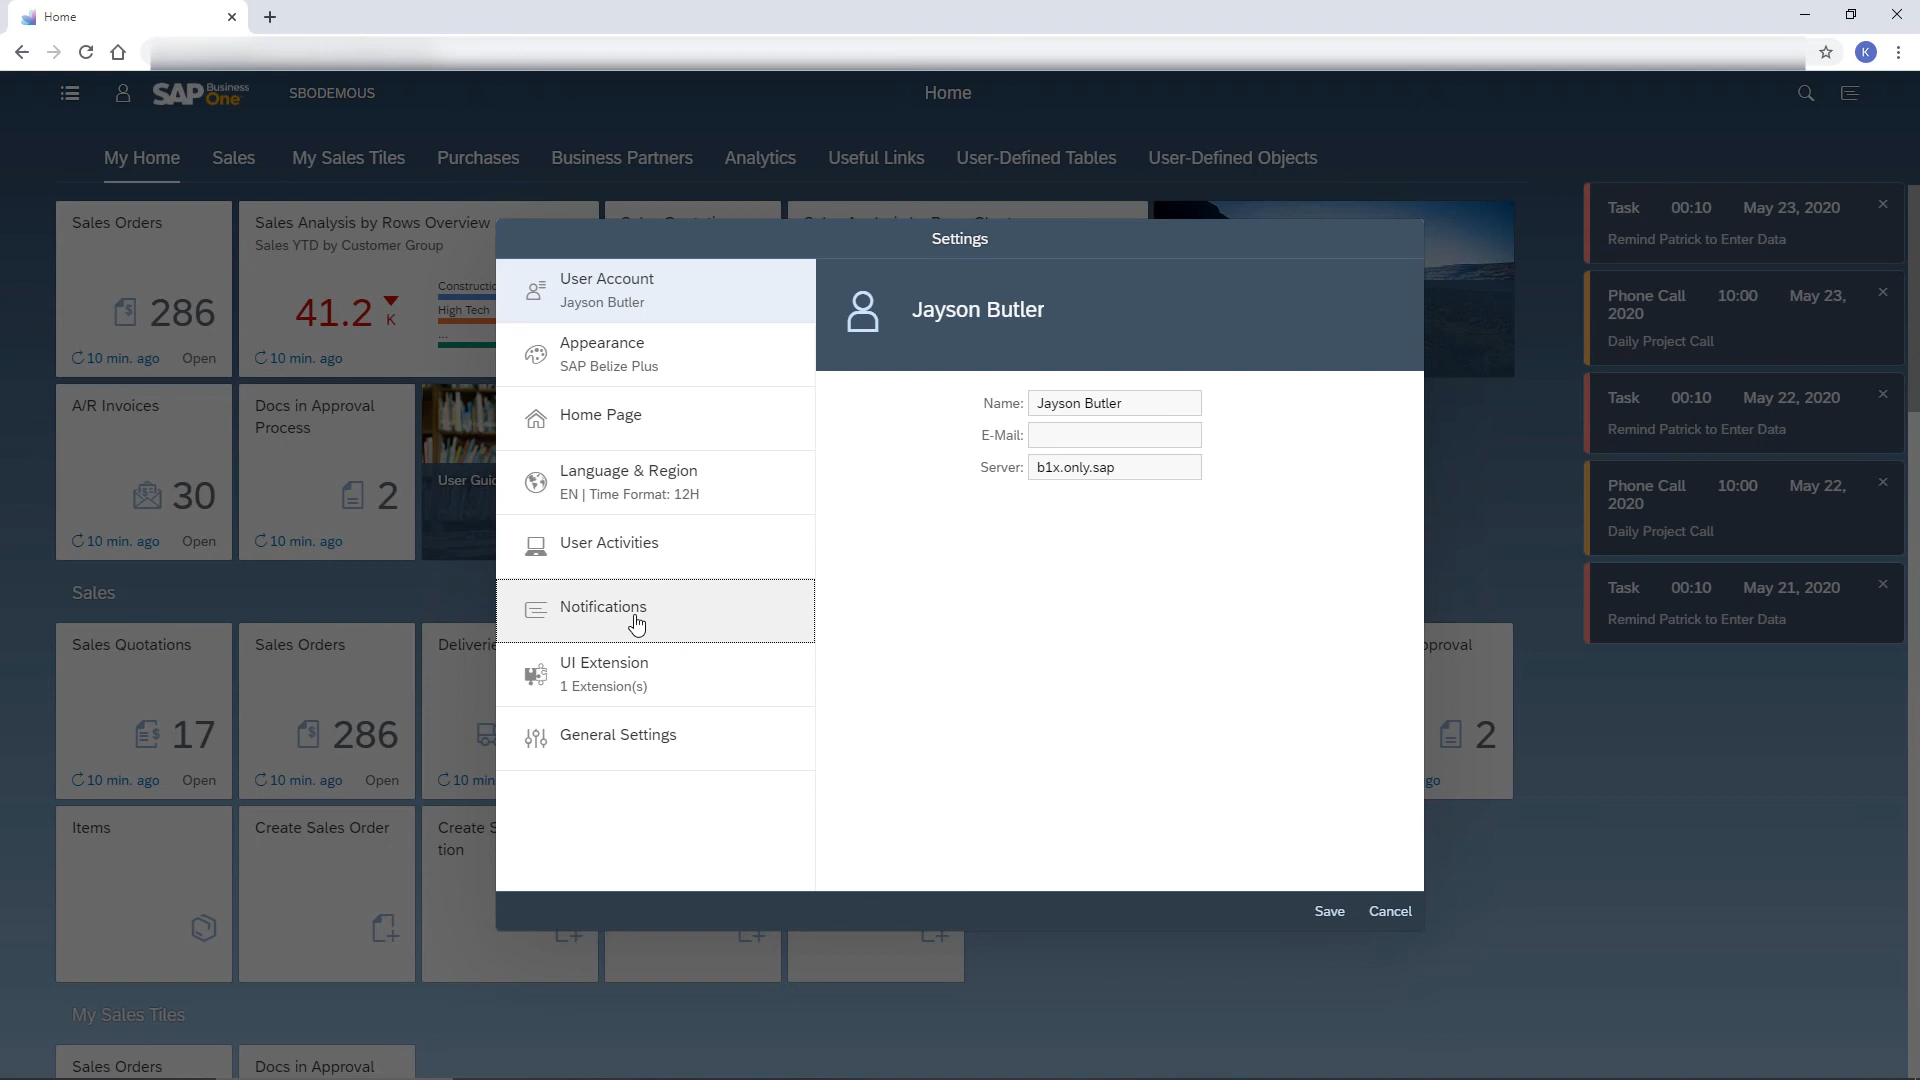 Home
K
SAP Business One
SBODEMOUS
Home
My Home
Sales
My Sales Tiles
Purchases
Business Partners
Analytics
Useful Links
User-Defined Tables
User-Defined Objects
Sales Orders
286
10 min. ago
Open
Sales Analysis by Rows Overview
Sales YTD by Customer Group
41.2
K
High Tech
...
10 min. ago
A/R Invoices
30
10 min. ago
Open
Docs in Approval
Process
2
10 min. ago
Settings
User Account
Jayson Butler
Appearance
SAP Belize Plus
Home Page
Language & Region
EN | Time Format: 12H
User Activities
Notifications
UI Extension
1 Extension(s)
General Settings
Jayson Butler
Name: Jayson Butler
E-Mail:
Server: b1x.only.sap
Save
Cancel
Task 00:10 May 23, 2020
Remind Patrick to Enter Data
Phone Call 10:00 May 23,
2020
Daily Project Call
Task 00:10 May 22, 2020
Remind Patrick to Enter Data
Phone Call 10:00 May 22,
2020
Daily Project Call
Task 00:10 May 21, 2020
Remind Patrick to Enter Data
Sales
Sales Quotations
17
10 min. ago
Open
Sales Orders
286
10 min. ago
Open
10 min
2
go
Items
Create Sales Order
Create S
tion
My Sales Tiles
Sales Orders
Docs in Approval